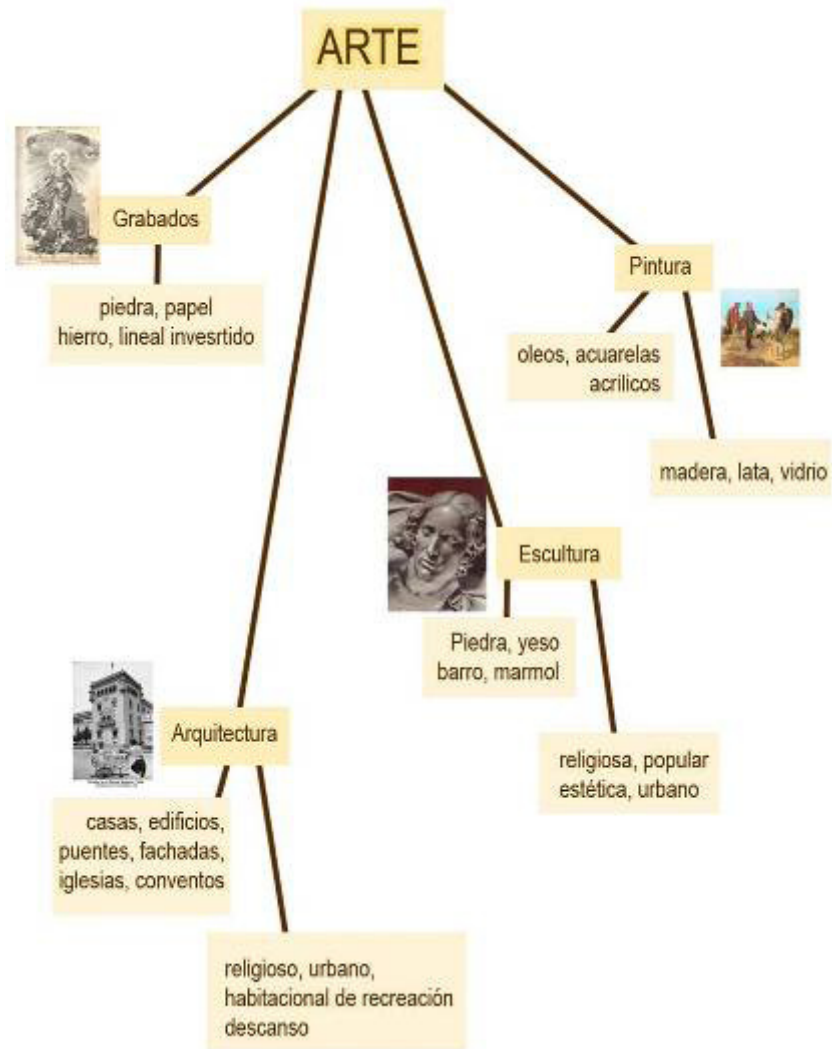 ARTE
Grabados
piedra, papel
hierro, lineal invesrtido
Pintura
oleos, acuarelas
acrilicos
madera, lata, vidrio
Escultura
Piedra, yeso
barro, marmol
religiosa, popular
estética, urbano
Arquitectura
casas, edificios,
puentes, fachadas,
iglesias, conventos
religioso, urbano,
habitacional de recreación
descanso